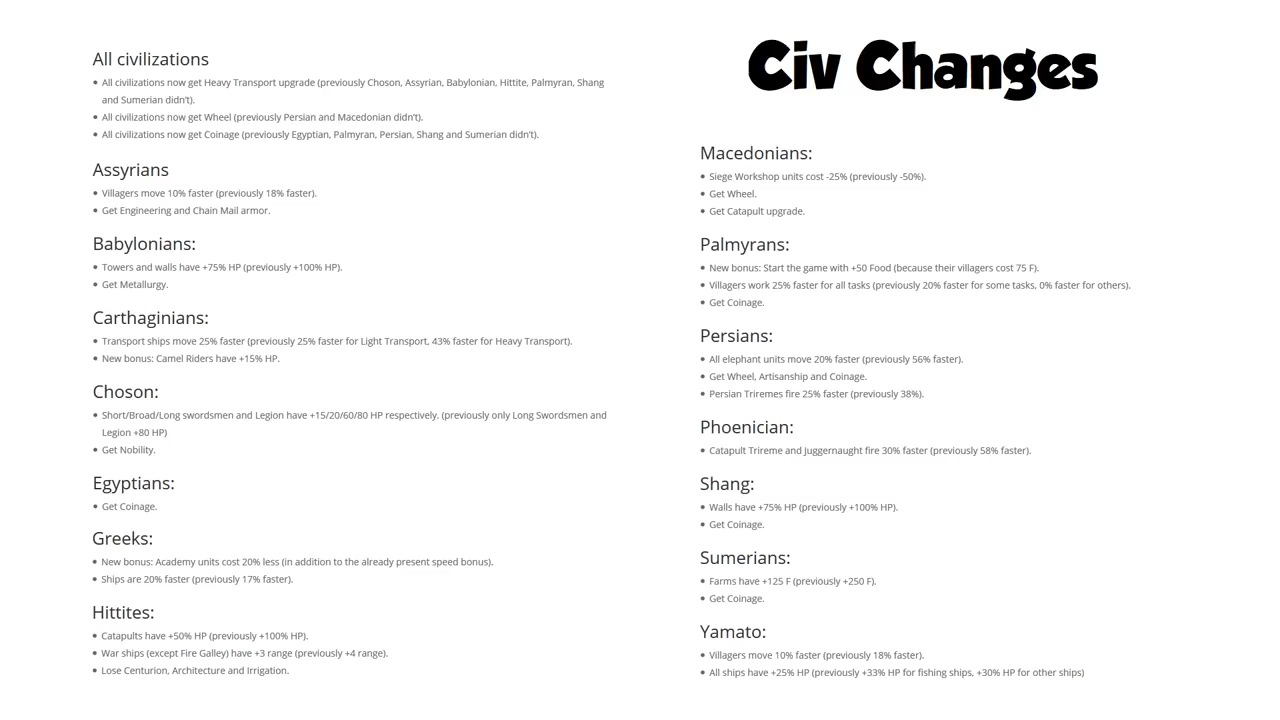 All civilizations
• All civilizations now get Heavy Transport upgrade (previously Choson, Assyrian, Babylonian, Hittite, Palmyran, Shang
and Sumerian didn't).
• All civilizations now get Wheel (previously Persian and Macedonian didn't).
• All civilizations now get Coinage (previously Egyptian, Palmyran, Persian, Shang and Sumerian didn't).
Assyrians
• Villagers move 10% faster (previously 18% faster).
• Get Engineering and Chain Mail armor.
Babylonians:
• Towers and walls have +75% HP (previously +100% HP).
• Get Metallurgy.
Carthaginians:
• Transport ships move 25% faster (previously 25% faster for Light Transport, 43% faster for Heavy Transport).
• New bonus: Camel Riders have +15% HP.
Choson:
• Short/Broad/Long swordsmen and Legion have +15/20/60/80 HP respectively. (previously only Long Swordsmen and
Legion +80 HP)
• Get Nobility.
Egyptians:
• Get Coinage.
Greeks:
• New bonus: Academy units cost 20% less (in addition to the already present speed bonus).
• Ships are 20% faster (previously 17% faster).
Hittites:
• Catapults have +50% HP (previously +100% HP).
• War ships (except Fire Galley) have +3 range (previously +4 range).
• Lose Centurion, Architecture and Irrigation.
Civ Changes
Macedonians:
• Siege Workshop units cost -25% (previously -50%).
• Get Wheel.
• Get Catapult upgrade.
Palmyrans:
• New bonus: Start the game with +50 Food (because their villagers cost 75 F).
• Villagers work 25% faster for all tasks (previously 20% faster for some tasks, 0% faster for others).
• Get Coinage.
Persians:
• All elephant units move 20% faster (previously 56% faster).
• Get Wheel, Artisanship and Coinage.
• Persian Triremes fire 25% faster (previously 38%).
Phoenician:
• Catapult Trireme and Juggernaught fire 30% faster (previously 58% faster).
Shang:
• Walls have +75% HP (previously +100% HP).
• Get Coinage.
Sumerians:
• Farms have +125 F (previously +250 F).
• Get Coinage.
Yamato:
• Villagers move 10% faster (previously 18% faster).
• All ships have +25% HP (previously +33% HP for fishing ships, +30% HP for other ships)